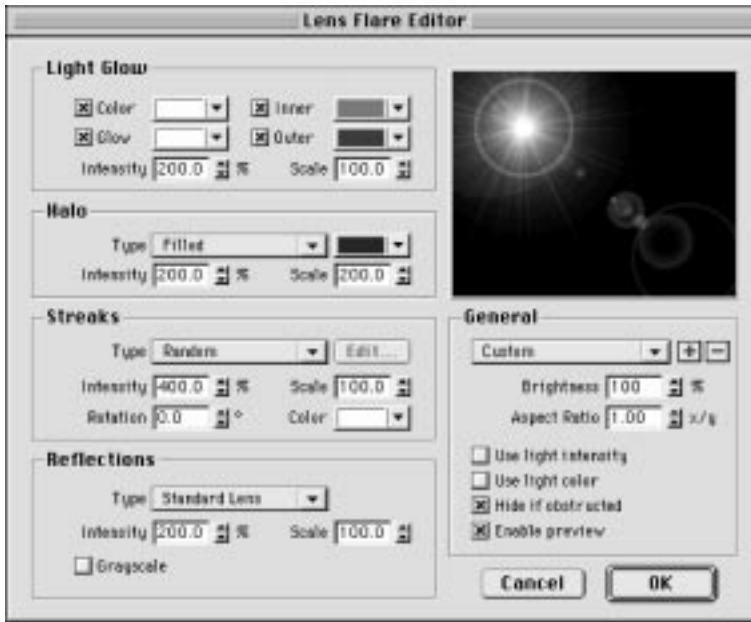 Lens Flare Editor
Light Glow
Color
Inner
Glow
Outer
Intensity 200.0 %
Scale 100.0
Halo
Type Filled
Intensity 200.0 %
Scale 200.0
Streaks
Type Random
Edit...
Intensity 400.0 %
Scale 100.0
Rotation 0.0 °
Color
Reflections
Type Standard Lens
Intensity 200.0 %
Scale 100.0
Grayscale
General
Custom
+ −
Brightness 100 %
Aspect Ratio 1.00 x/y
Use light intensity
Use light color
Hide if obstructed
Enable preview
Cancel
OK